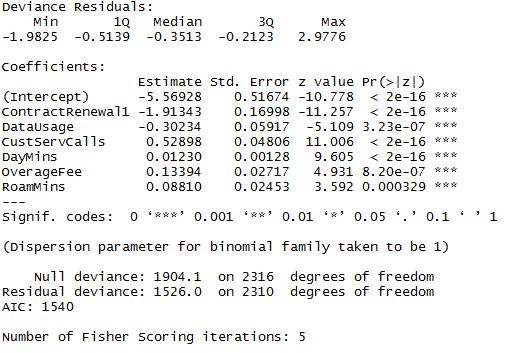 Deviance Residuals:
Min 1Q Median 3Q Max
-1.9825 -0.5139 -0.3513 -0.2123 2.9776
Coefficients:
Estimate Std. Error z value Pr(>|z|)
(Intercept) -5.56928 0.51674 -10.778 < 2e-16 ***
ContractRenewal1 -1.91343 0.16998 -11.257 < 2e-16 ***
DataUsage -0.30234 0.05917 -5.109 3.23e-07 ***
CustServCalls 0.52898 0.04806 11.006 < 2e-16 ***
DayMins 0.01230 0.00128 9.605 < 2e-16 ***
OverageFee 0.13394 0.02717 4.931 8.20e-07 ***
RoamMins 0.08810 0.02453 3.592 0.000329 ***
---
Signif. codes: 0 ‘***’ 0.001 ‘**’ 0.01 ‘*’ 0.05 ‘.’ 0.1 ‘ ’ 1
(Dispersion parameter for binomial family taken to be 1)
Null deviance: 1904.1 on 2316 degrees of freedom
Residual deviance: 1526.0 on 2310 degrees of freedom
AIC: 1540
Number of Fisher Scoring iterations: 5